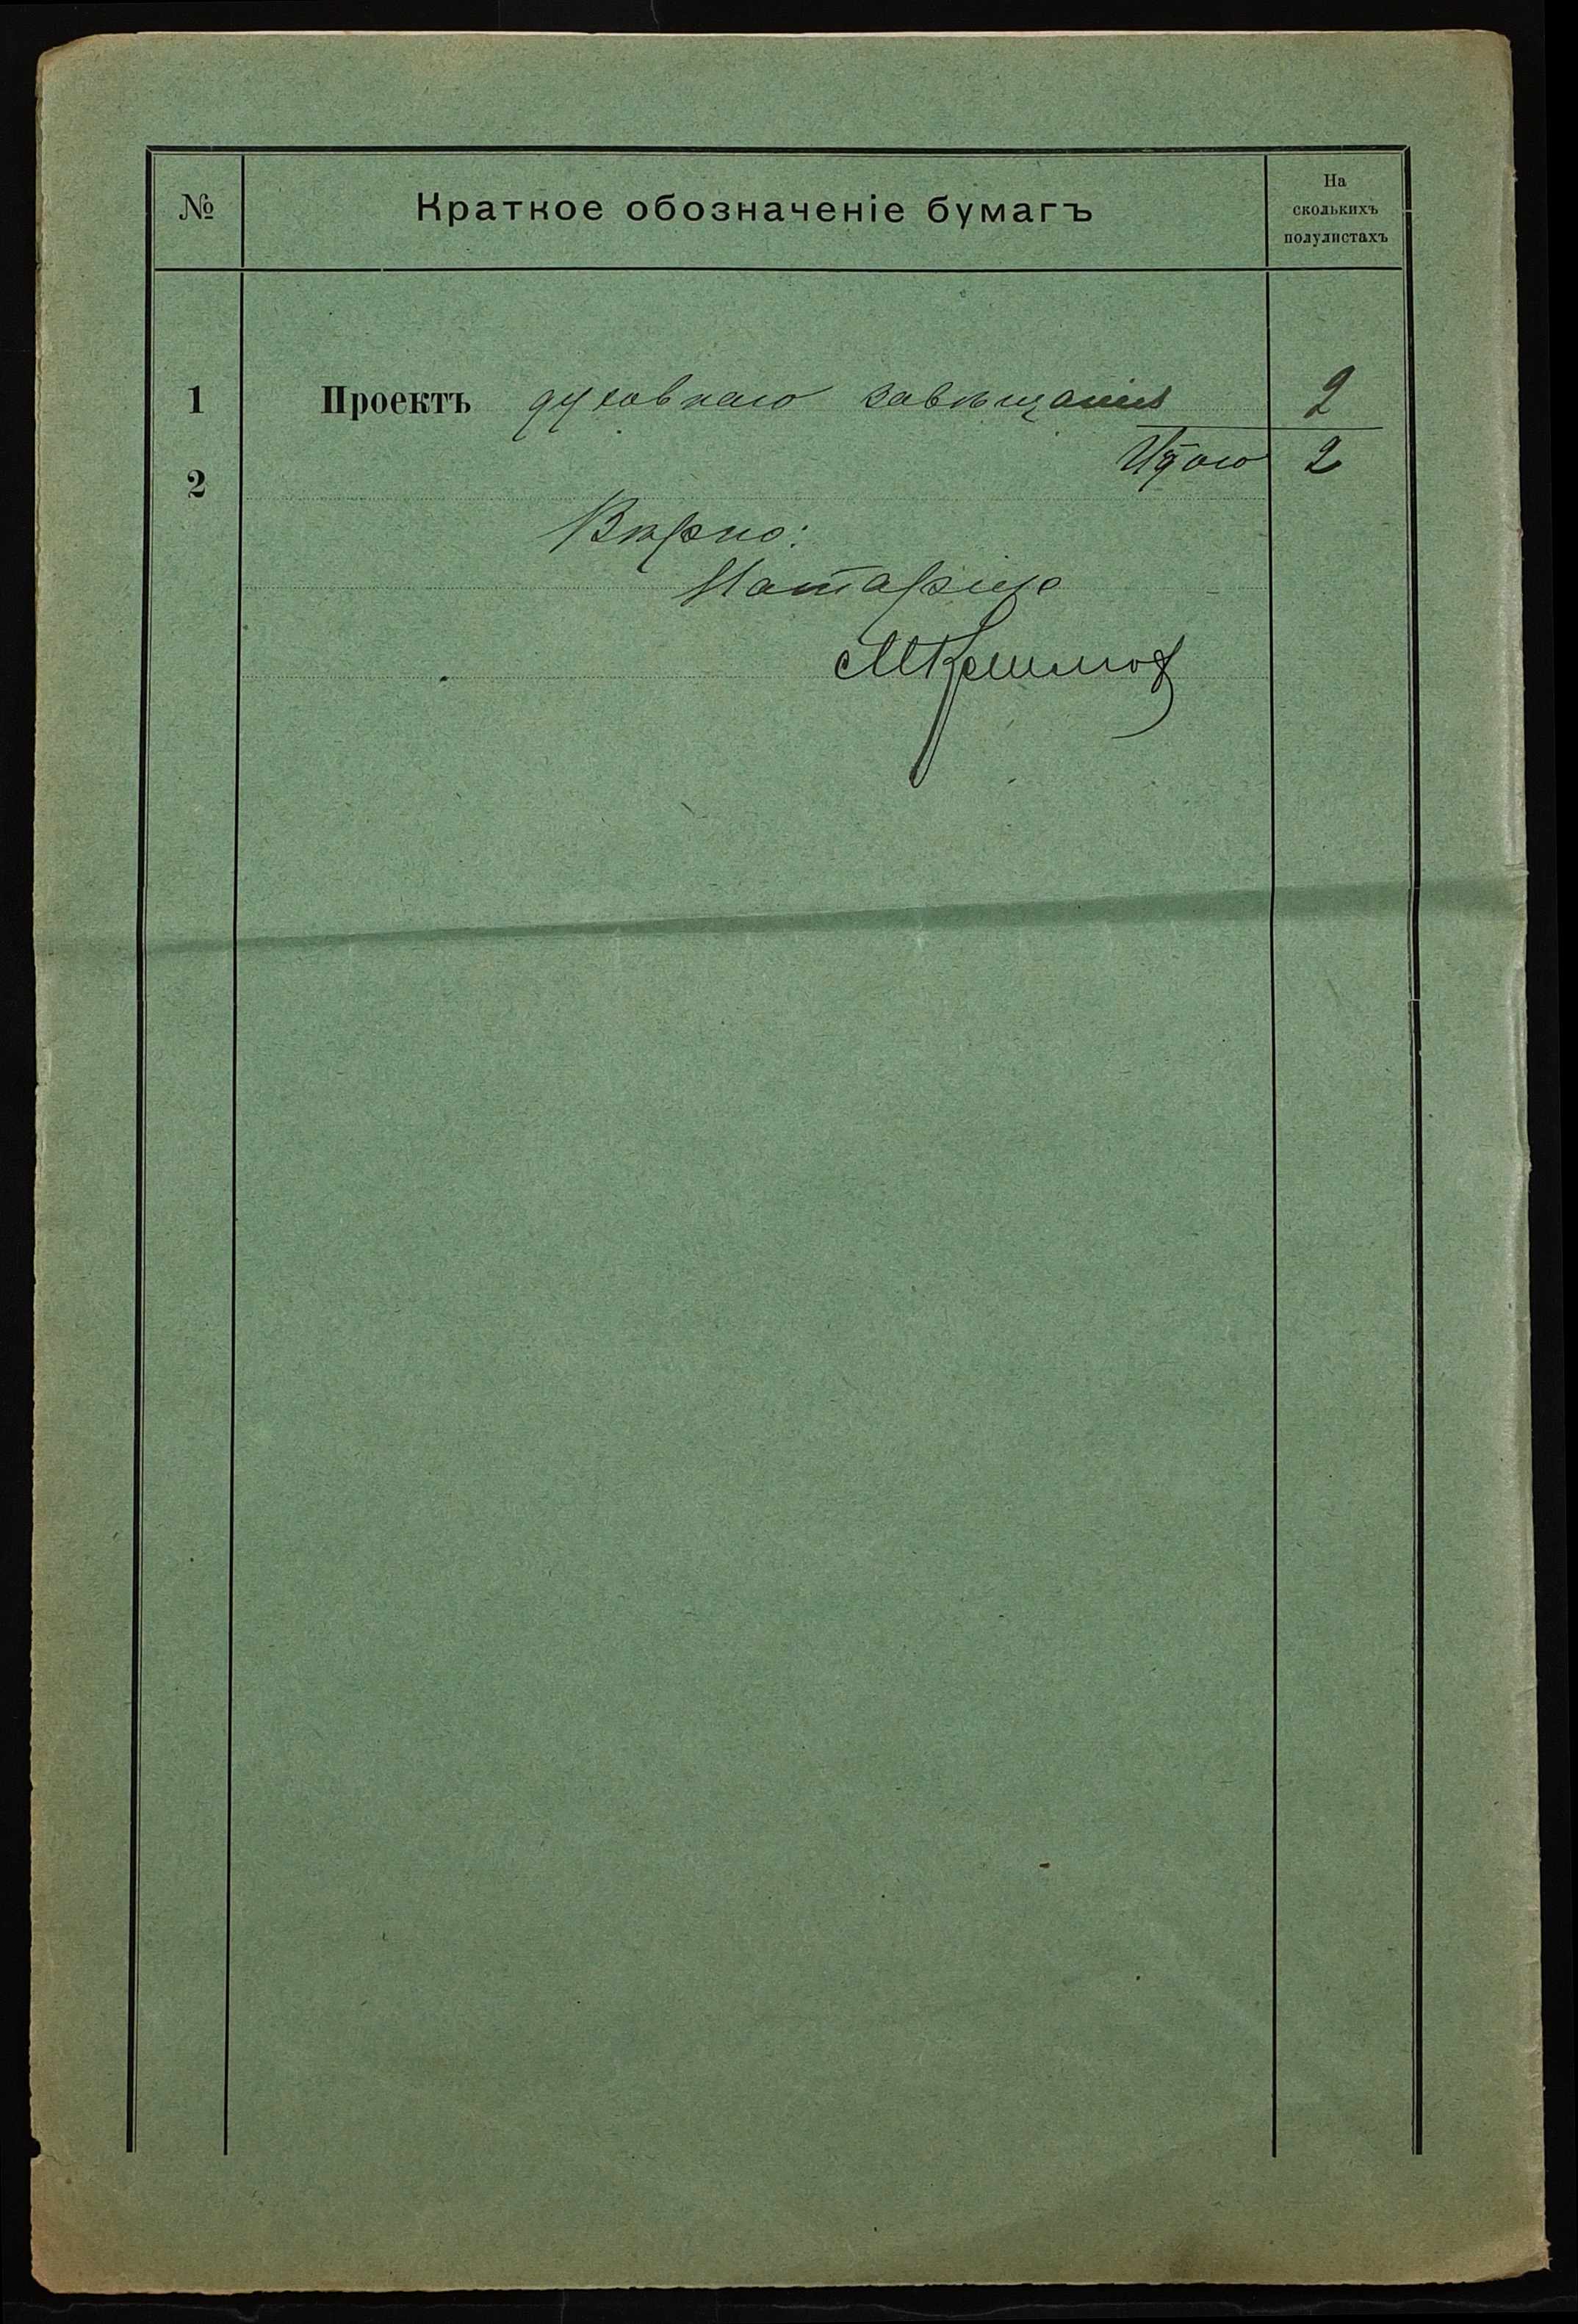 № Краткое обозначеніе бумагъ На
сколькихъ
полулистахъ
1 Проектъ духовнаго завѣщанія 2
Итого 2
2
Вѣрно:
Нотаріусъ